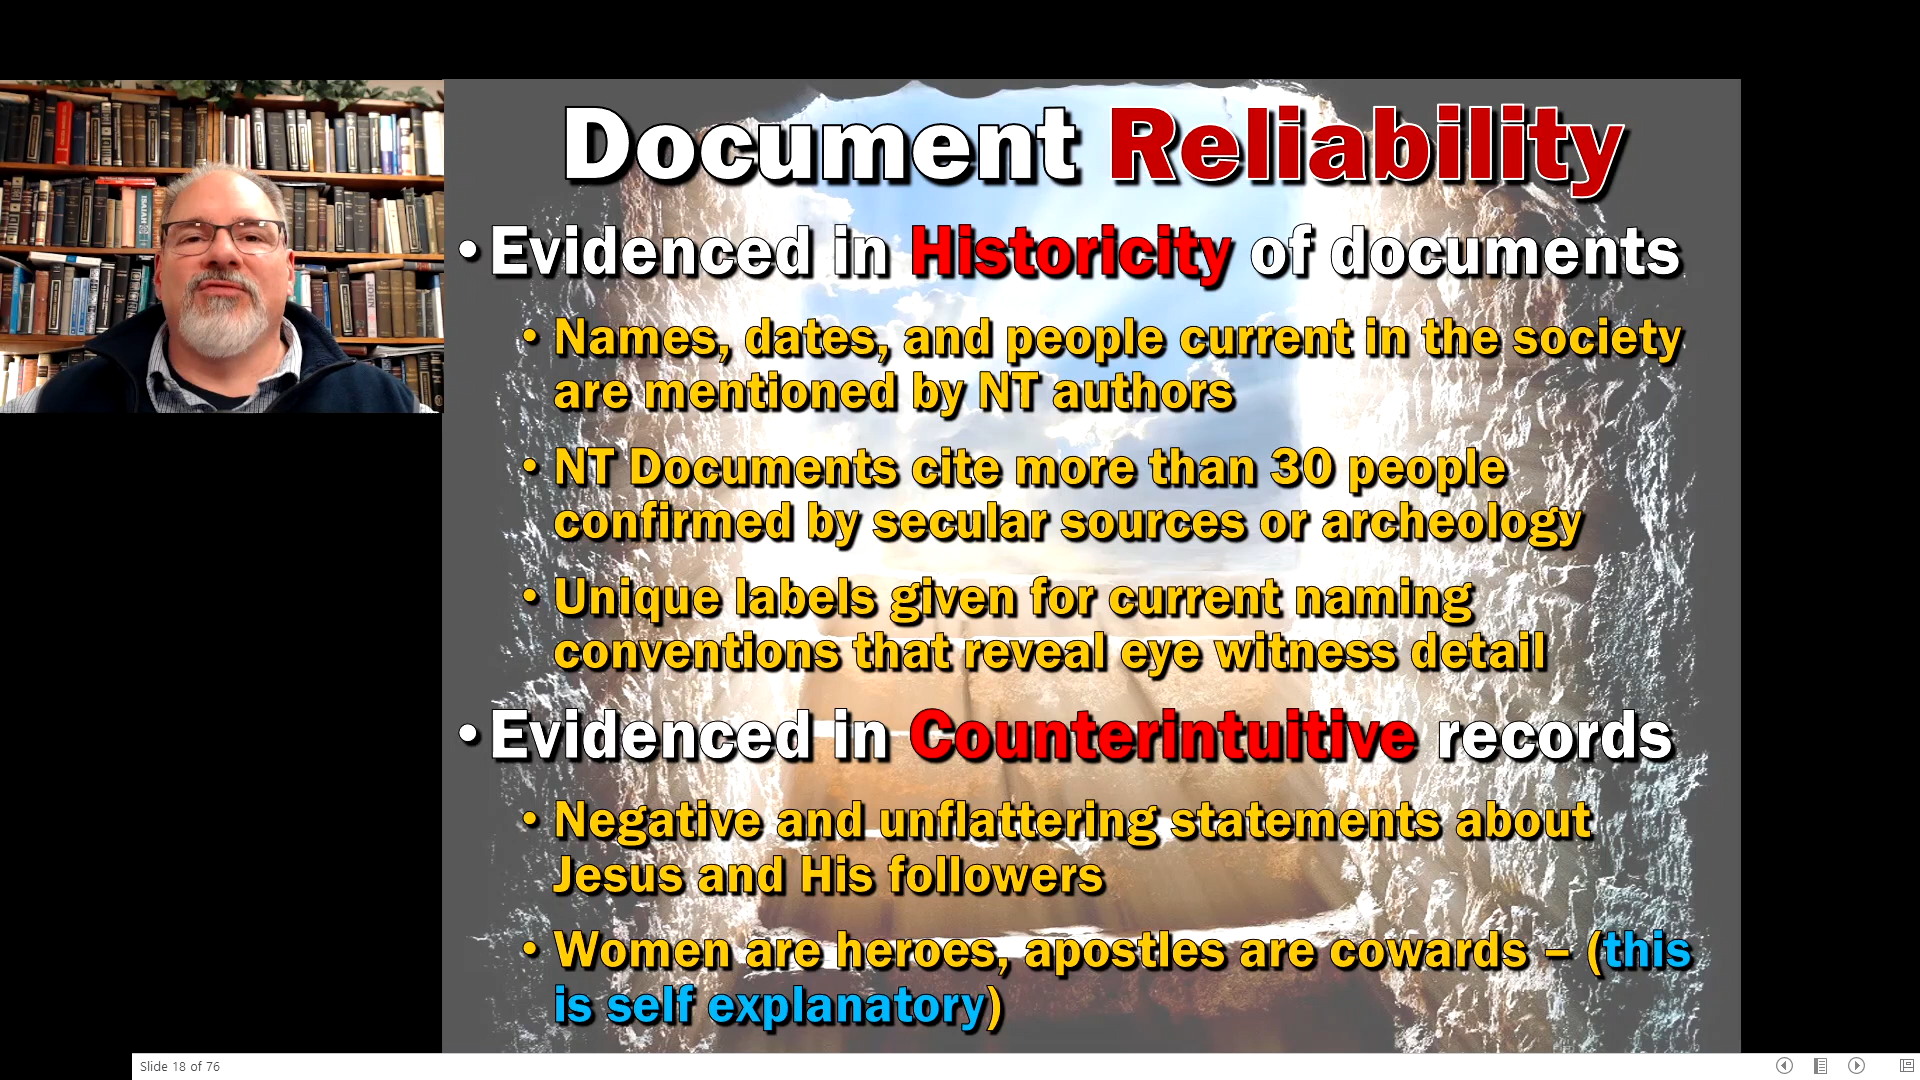 Document Reliability
• Evidenced in Historicity of documents
• Names, dates, and people current in the society
are mentioned by NT authors
• NT Documents cite more than 30 people
confirmed by secular sources or archeology
• Unique labels given for current naming
conventions that reveal eye witness detail
• Evidenced in Counterintuitive records
• Negative and unflattering statements about
Jesus and His followers
• Women are heroes, apostles are cowards – (this
is self explanatory)
ISAIAH
JOHN
Slide 18 of 76